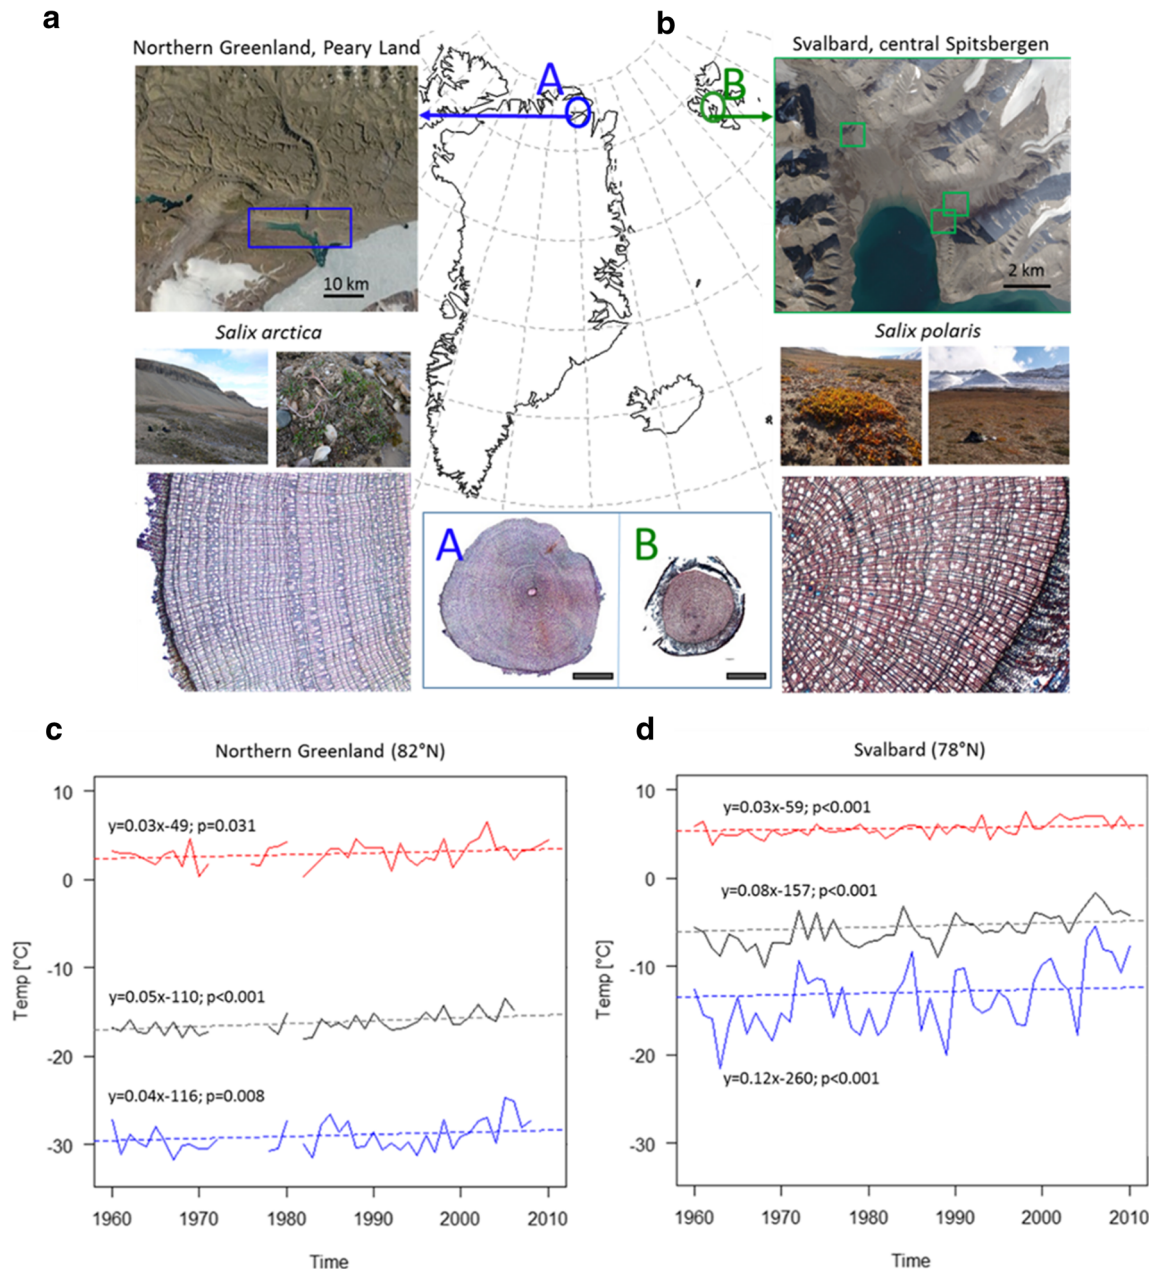 a
b
Northern Greenland, Peary Land
Svalbard, central Spitsbergen
A
B
10 km
2 km
Salix arctica
Salix polaris
A
B
c
d
Northern Greenland (82°N)
Svalbard (78°N)
10
0
-10
-20
-30
Temp [°C]
y=0.03x-49; p=0.031
y=0.05x-110; p<0.001
y=0.04x-116; p=0.008
1960 1970 1980 1990 2000 2010
Time
10
0
-10
-20
-30
Temp [°C]
y=0.03x-59; p<0.001
y=0.08x-157; p<0.001
y=0.12x-260; p<0.001
1960 1970 1980 1990 2000 2010
Time